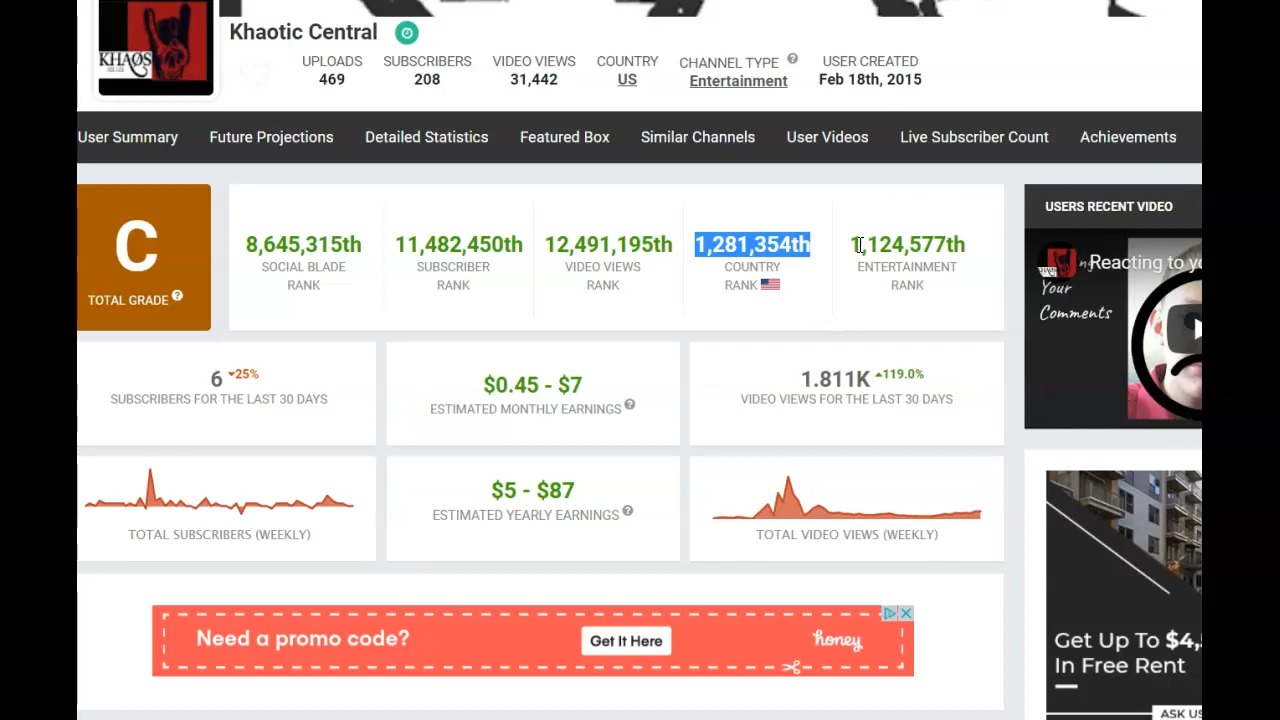 KHAOS
Khaotic Central
UPLOADS
469
SUBSCRIBERS
208
VIDEO VIEWS
31,442
COUNTRY
US
CHANNEL TYPE ?
Entertainment
USER CREATED
Feb 18th, 2015
User Summary
Future Projections
Detailed Statistics
Featured Box
Similar Channels
User Videos
Live Subscriber Count
Achievements
C
TOTAL GRADE ?
8,645,315th
SOCIAL BLADE
RANK
11,482,450th
SUBSCRIBER
RANK
12,491,195th
VIDEO VIEWS
RANK
1,281,354th
COUNTRY
RANK
1,124,577th
ENTERTAINMENT
RANK
USERS RECENT VIDEO
Reacting to yo
Your
Comments
6 25%
SUBSCRIBERS FOR THE LAST 30 DAYS
$0.45 - $7
ESTIMATED MONTHLY EARNINGS ?
1.811K 119.0%
VIDEO VIEWS FOR THE LAST 30 DAYS
TOTAL SUBSCRIBERS (WEEKLY)
$5 - $87
ESTIMATED YEARLY EARNINGS ?
TOTAL VIDEO VIEWS (WEEKLY)
Need a promo code?
Get It Here
honey
Get Up To $4,
In Free Rent
ASK US